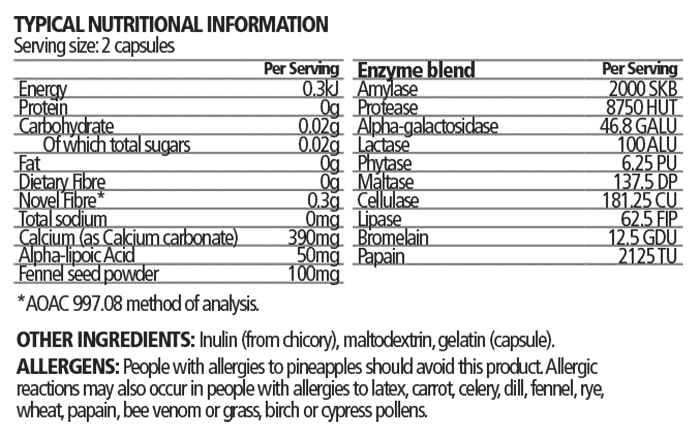 TYPICAL NUTRITIONAL INFORMATION
Serving size: 2 capsules
Per Serving
Energy 0.3kJ
Protein 0g
Carbohydrate 0.02g
Of which total sugars 0.02g
Fat 0g
Dietary Fibre 0g
Novel Fibre* 0.3g
Total sodium 0mg
Calcium (as Calcium carbonate) 390mg
Alpha-lipoic Acid 50mg
Fennel seed powder 100mg
Enzyme blend Per Serving
Amylase 2000 SKB
Protease 8750 HUT
Alpha-galactosidase 46.8 GALU
Lactase 100 ALU
Phytase 6.25 PU
Maltase 137.5 DP
Cellulase 181.25 CU
Lipase 62.5 FIP
Bromelain 12.5 GDU
Papain 2125 TU
*AOAC 997.08 method of analysis.
OTHER INGREDIENTS: Inulin (from chicory), maltodextrin, gelatin (capsule).
ALLERGENS: People with allergies to pineapples should avoid this product. Allergic
reactions may also occur in people with allergies to latex, carrot, celery, dill, fennel, rye,
wheat, papain, bee venom or grass, birch or cypress pollens.